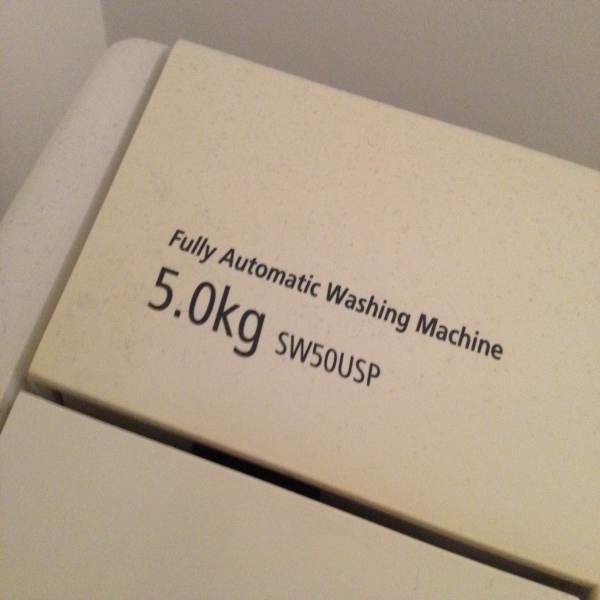 Fully Automatic Washing Machine
5.0kg SW50USP